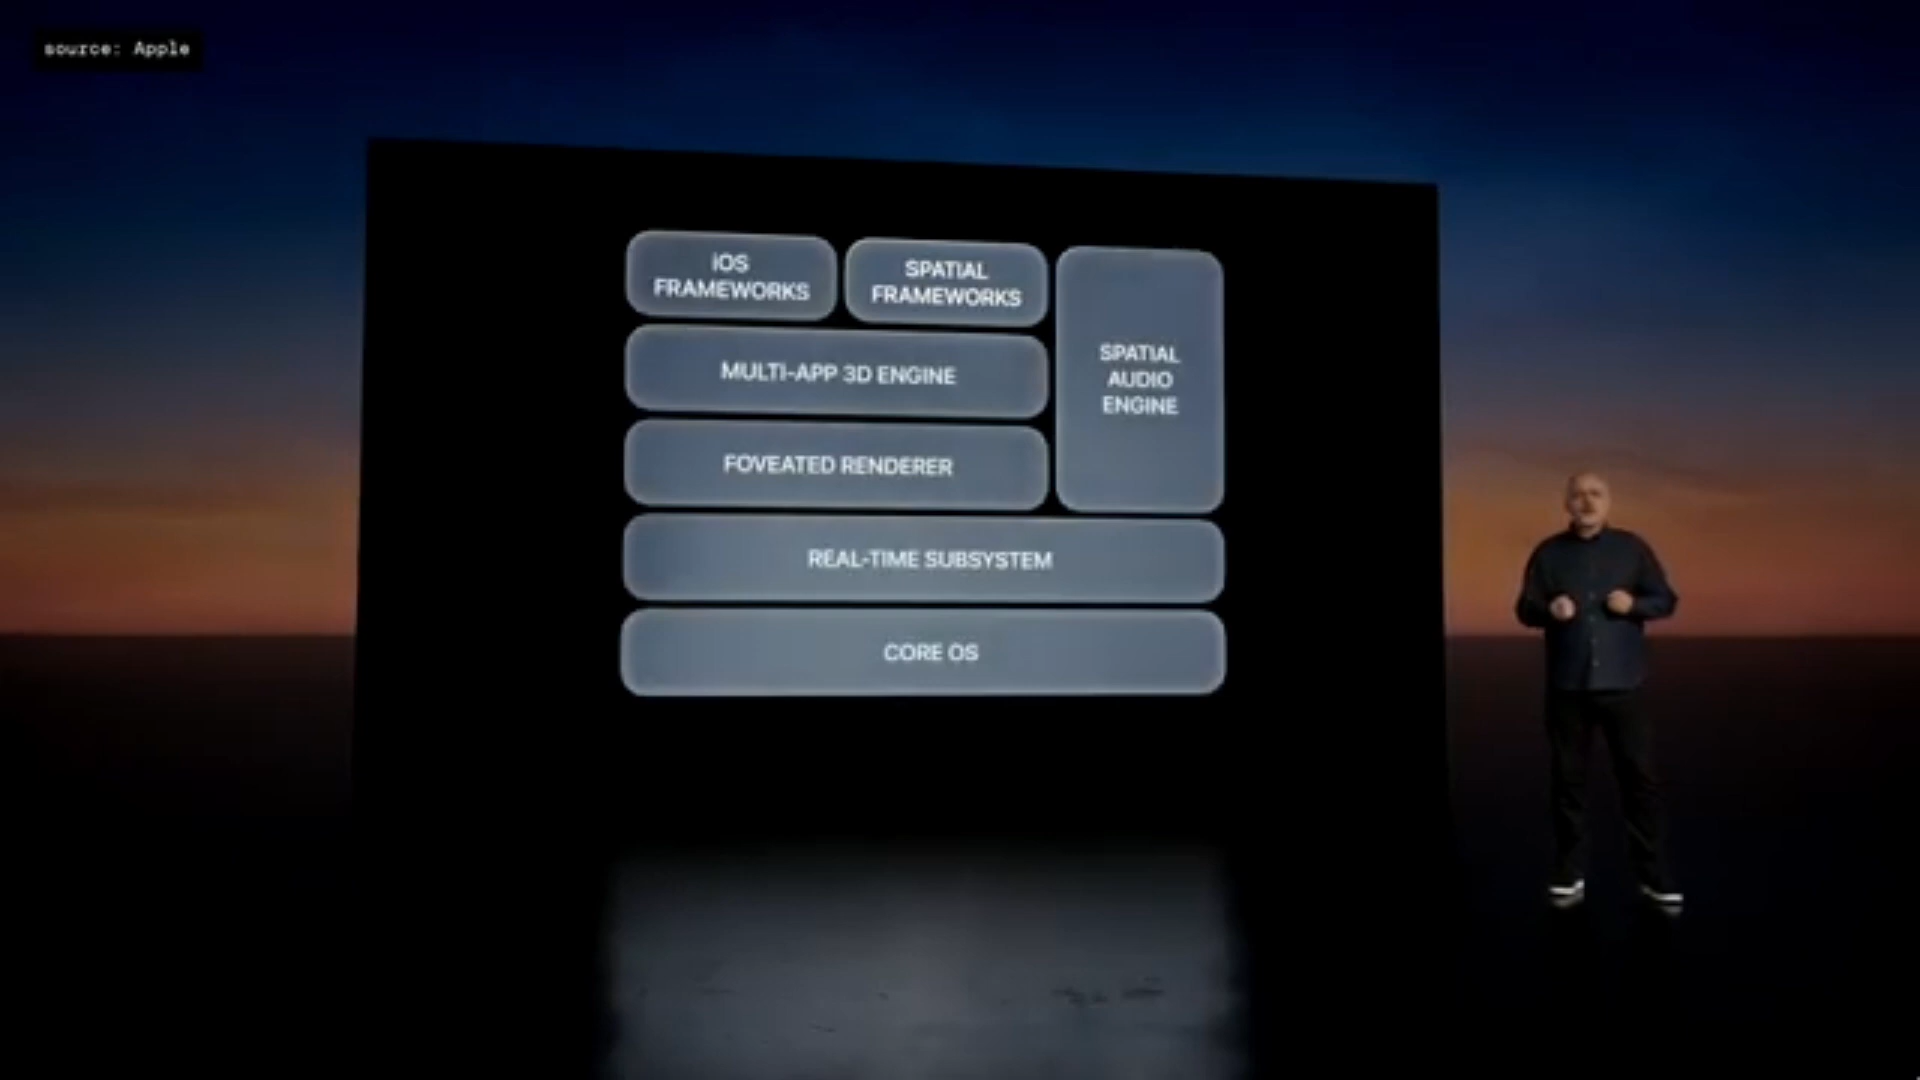 source: Apple
iOS
FRAMEWORKS
SPATIAL
FRAMEWORKS
SPATIAL
AUDIO
ENGINE
MULTI-APP 3D ENGINE
FOVEATED RENDERER
REAL-TIME SUBSYSTEM
CORE OS